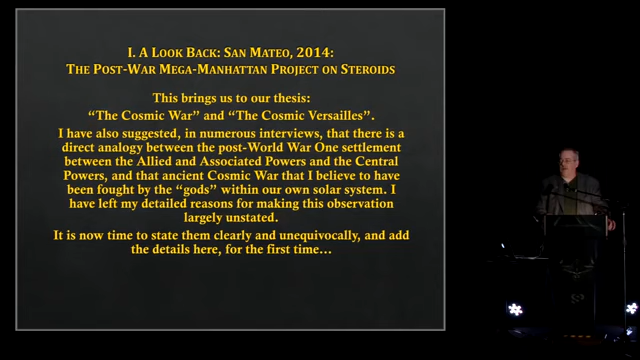 I. A LOOK BACK: SAN MATEO, 2014:
THE POST-WAR MEGA-MANHATTAN PROJECT ON STEROIDS
This brings us to our thesis:
“The Cosmic War” and “The Cosmic Versailles”.
I have also suggested, in numerous interviews, that there is a
direct analogy between the post-World War One settlement
between the Allied and Associated Powers and the Central
Powers, and that ancient Cosmic War that I believe to have
been fought by the “gods” within our own solar system. I
have left my detailed reasons for making this observation
largely unstated.
It is now time to state them clearly and unequivocally, and add
the details here, for the first time…